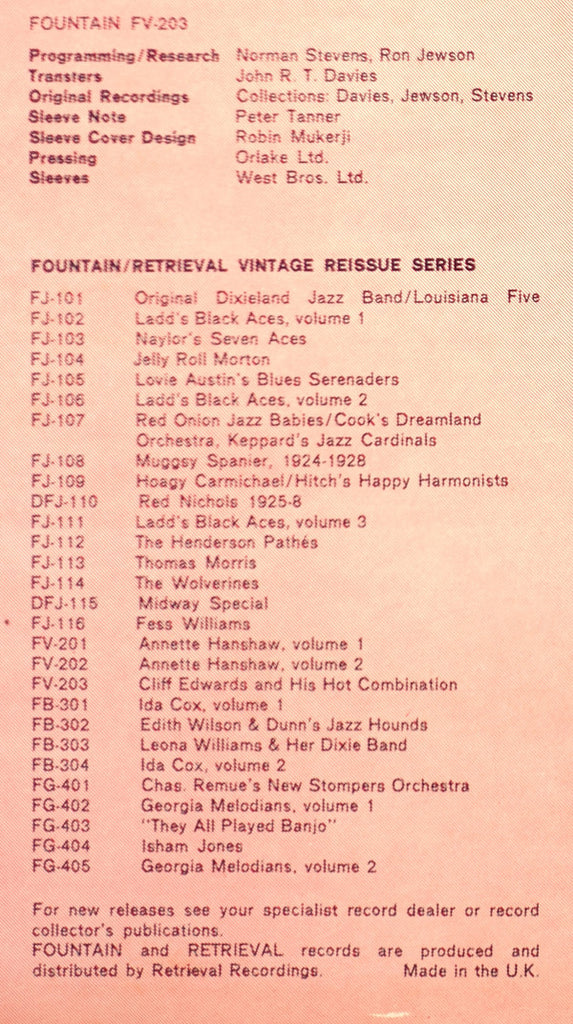 FOUNTAIN FV-203
Programming/Research Norman Stevens, Ron Jewson
Transfers John R. T. Davies
Original Recordings Collections: Davies, Jewson, Stevens
Sleeve Note Peter Tanner
Sleeve Cover Design Robin Mukerji
Pressing Orlake Ltd.
Sleeves West Bros. Ltd.
FOUNTAIN/RETRIEVAL VINTAGE REISSUE SERIES
FJ-101 Original Dixieland Jazz Band/Louisiana Five
FJ-102 Ladd's Black Aces, volume 1
FJ-103 Naylor's Seven Aces
FJ-104 Jelly Roll Morton
FJ-105 Lovie Austin's Blues Serenaders
FJ-106 Ladd's Black Aces, volume 2
FJ-107 Red Onion Jazz Babies/Cook's Dreamland
Orchestra, Keppard's Jazz Cardinals
FJ-108 Muggsy Spanier, 1924-1928
FJ-109 Hoagy Carmichael/Hitch's Happy Harmonists
DFJ-110 Red Nichols 1925-8
FJ-111 Ladd's Black Aces, volume 3
FJ-112 The Henderson Pathés
FJ-113 Thomas Morris
FJ-114 The Wolverines
DFJ-115 Midway Special
FJ-116 Fess Williams
FV-201 Annette Hanshaw, volume 1
FV-202 Annette Hanshaw, volume 2
FV-203 Cliff Edwards and His Hot Combination
FB-301 Ida Cox, volume 1
FB-302 Edith Wilson & Dunn's Jazz Hounds
FB-303 Leona Williams & Her Dixie Band
FB-304 Ida Cox, volume 2
FG-401 Chas. Remue's New Stompers Orchestra
FG-402 Georgia Melodians, volume 1
FG-403 "They All Played Banjo"
FG-404 Isham Jones
FG-405 Georgia Melodians, volume 2
For new releases see your specialist record dealer or record
collector's publications.
FOUNTAIN and RETRIEVAL records are produced and
distributed by Retrieval Recordings. Made in the U.K.